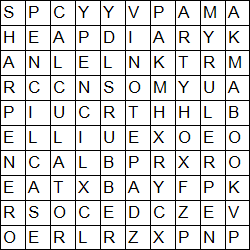 S P C Y Y V P A M A
H E A P D I A R Y K
A N L E L N K T R M
R C C N S O M Y U A
P I U C R T H H L B
E L L I U E X O E O
N C A L B P R X R O
E A T X B A Y F P K
R S O C E D C Z E V
O E R L R Z X P N P